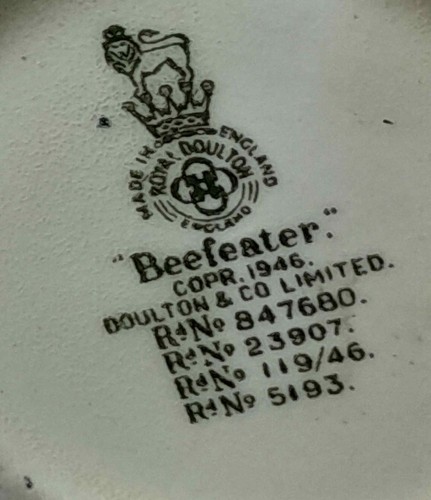 MADE IN ENGLAND
ROYAL DOULTON
ENGLAND
"Beefeater."
COPR. 1946.
DOULTON & CO LIMITED.
Rd No 847680.
Rd No 23907.
Rd No 119/46.
Rd No 5193.